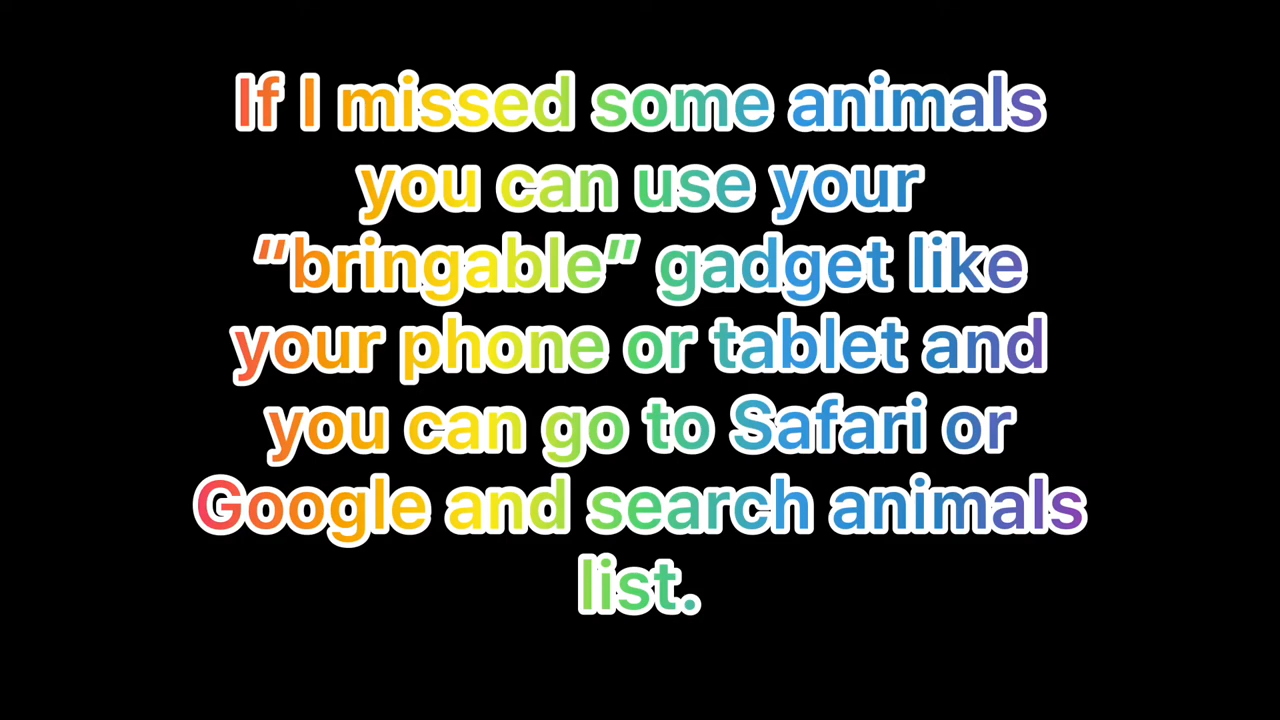 If I missed some animals
you can use your
“bringable” gadget like
your phone or tablet and
you can go to Safari or
Google and search animals
list.